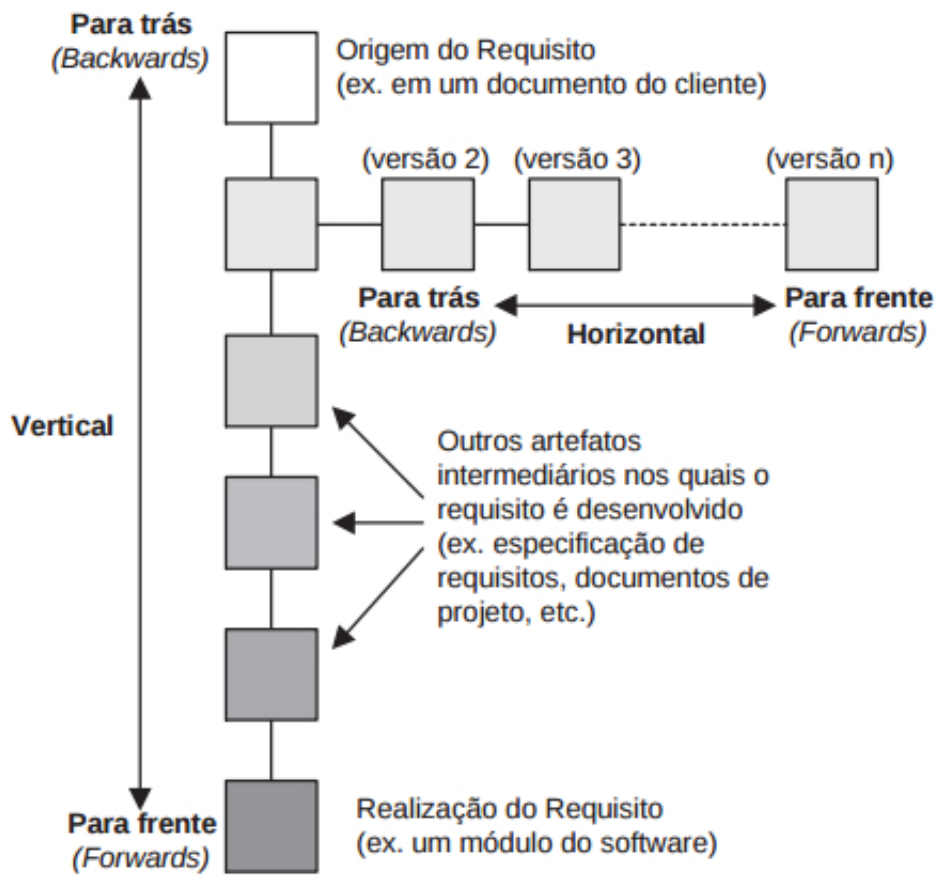 Para trás
(Backwards)
Origem do Requisito
(ex. em um documento do cliente)
(versão 2)
(versão 3)
(versão n)
Para trás
(Backwards)
Horizontal
Para frente
(Forwards)
Vertical
Outros artefatos
intermediários nos quais o
requisito é desenvolvido
(ex. especificação de
requisitos, documentos de
projeto, etc.)
Para frente
(Forwards)
Realização do Requisito
(ex. um módulo do software)